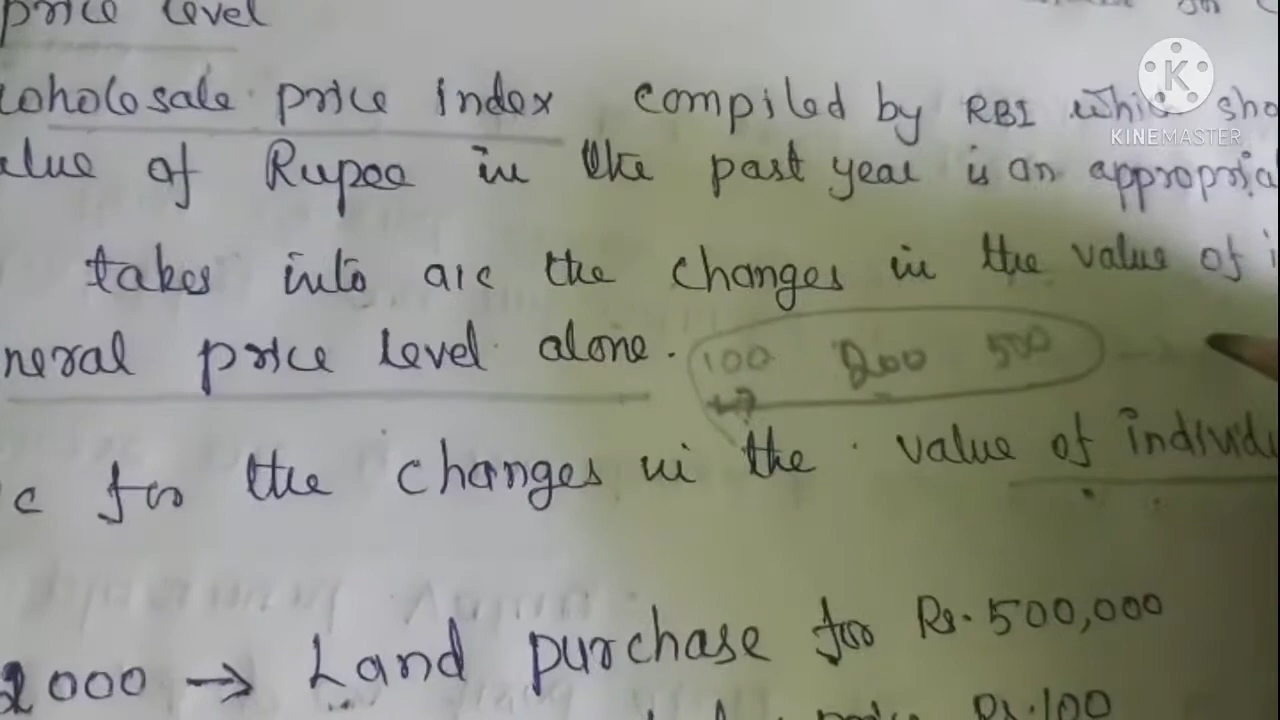 price level
wholesale price index compiled by RBI which sho
alue of Rupee in the past year is an appropria
takes into a/c the changes in the value of i
neral price level alone. 100 200 500
c for the changes in the value of individu
2000 → Land purchase for Rs. 500,000
Rs.100
KINEMASTER